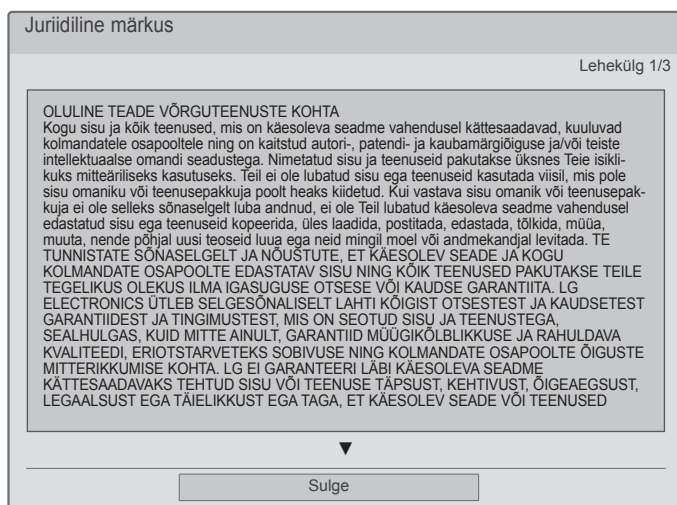 Juriidiline märkus
Lehekülg 1/3
OLULINE TEADE VÕRGUTEENUSTE KOHTA
Kogu sisu ja kõik teenused, mis on käesoleva seadme vahendusel kättesaadavad, kuuluvad
kolmandatele osapooltele ning on kaitstud autori-, patendi- ja kaubamärgiõiguse ja/või teiste
intellektuaalse omandi seadustega. Nimetatud sisu ja teenuseid pakutakse üksnes Teie isikli-
kuks mitteäriliseks kasutuseks. Teil ei ole lubatud sisu ega teenuseid kasutada viisil, mis pole
sisu omaniku või teenusepakkuja poolt heaks kiidetud. Kui vastava sisu omanik või teenusepak-
kuja ei ole selleks sõnaselgelt luba andnud, ei ole Teil lubatud käesoleva seadme vahendusel
edastatud sisu ega teenuseid kopeerida, üles laadida, postitada, edastada, tõlkida, müüa,
muuta, nende põhjal uusi teoseid luua ega neid mingil moel või andmekandjal levitada. TE
TUNNISTATE SÕNASELGELT JA NÕUSTUTE, ET KÄESOLEV SEADE JA KOGU
KOLMANDATE OSAPOOLTE EDASTATAV SISU NING KÕIK TEENUSED PAKUTAKSE TEILE
TEGELIKUS OLEKUS ILMA IGASUGUSE OTSESE VÕI KAUDSE GARANTIITA. LG
ELECTRONICS ÜTLEB SELGESÕNALISELT LAHTI KÕIGIST OTSESTEST JA KAUDSETEST
GARANTIIDEST JA TINGIMUSTEST, MIS ON SEOTUD SISU JA TEENUSTEGA,
SEALHULGAS, KUID MITTE AINULT, GARANTIID MÜÜGIKÕLBLIKKUSE JA RAHULDAVA
KVALITEEDI, ERIOTSTARVETEKS SOBIVUSE NING KOLMANDATE OSAPOOLTE ÕIGUSTE
MITTERIKKUMISE KOHTA. LG EI GARANTEERI LÄBI KÄESOLEVA SEADME
KÄTTESAADAVAKS TEHTUD SISU VÕI TEENUSE TÄPSUST, KEHTIVUST, ÕIGEAEGSUST,
LEGAALSUST EGA TÄIELIKKUST EGA TAGA, ET KÄESOLEV SEADE VÕI TEENUSED
▼
Sulge